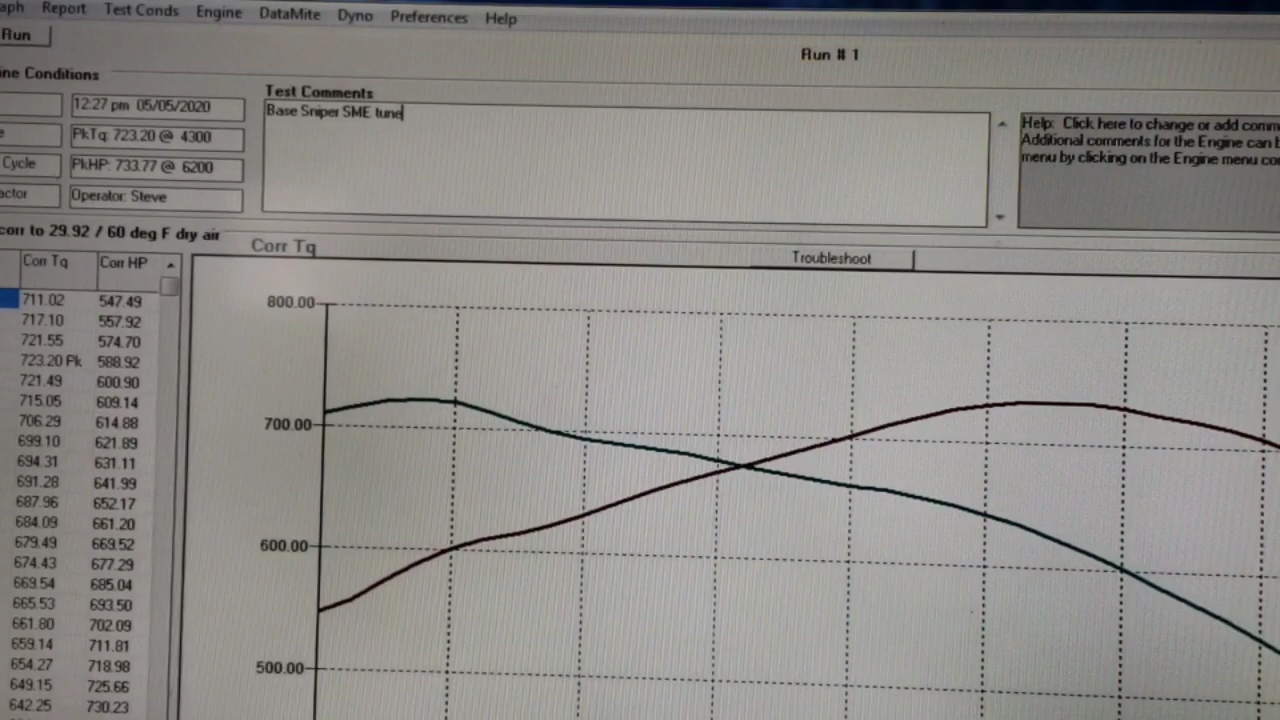 Report Test Conds Engine DataMite Dyno Preferences Help
Run
Run # 1
Conditions
Test Comments
12:27 pm 05/05/2020
Base Sniper SME tune
PkTq: 723.20 @ 4300
Cycle
PkHP: 733.77 @ 6200
Operator: Steve
Help: Click here to change or add
Additional comments for the Engine can
menu by clicking on the Engine menu
corr to 29.92 / 60 deg F dry air
Corr Tq
Troubleshoot
Corr Tq Corr HP
711.02 547.49
717.10 557.92
721.55 574.70
723.20 Pk 588.92
721.49 600.90
715.05 609.14
706.29 614.88
699.10 621.89
694.31 631.11
691.28 641.99
687.96 652.17
684.09 661.20
679.49 669.52
674.43 677.29
669.54 685.04
665.53 693.50
661.80 702.09
659.14 711.81
654.27 718.98
649.15 725.66
642.25 730.23
800.00
700.00
600.00
500.00